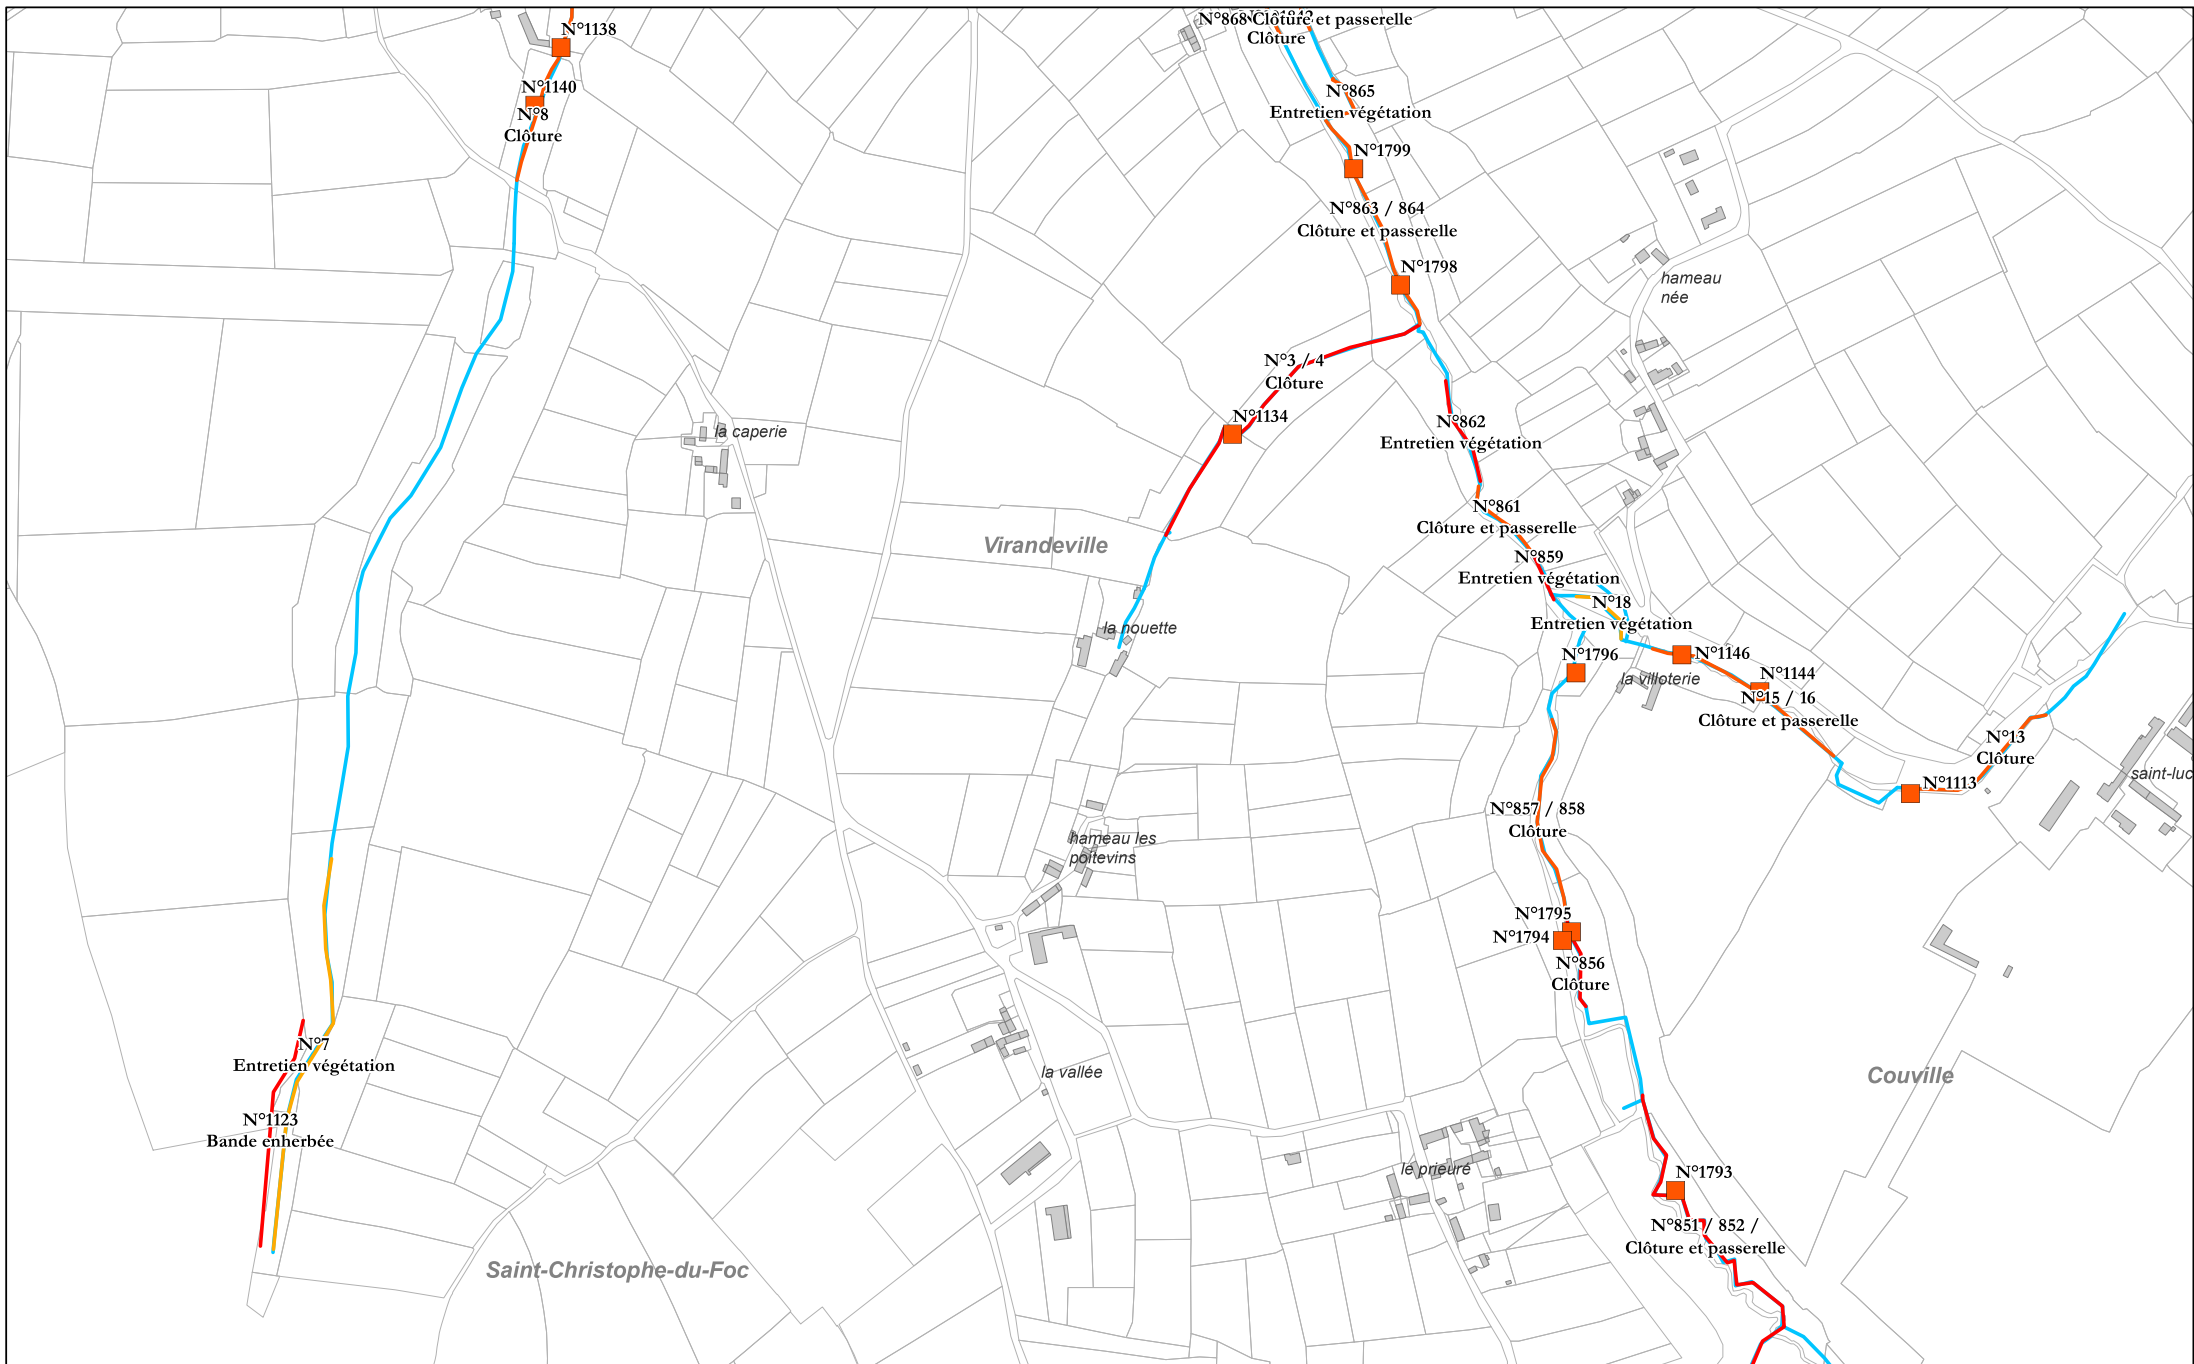 N°1138
N°868
Clôture et passerelle
Clôture
N°1140
N°8
Clôture
N°865
Entretien végétation
N°1799
N°863 / 864
Clôture et passerelle
N°1798
hameau
née
N°3 / 4
Clôture
N°1134
la caperie
N°862
Entretien végétation
N°861
Clôture et passerelle
Virandeville
N°859
Entretien végétation
N°18
Entretien végétation
la nouette
N°1796
N°1146
la villoterie
N°1144
N°15 / 16
Clôture et passerelle
N°13
Clôture
saint-luc
N°1113
N°857 / 858
Clôture
hameau les
poitevins
N°1795
N°1794
N°856
Clôture
N°7
Entretien végétation
la vallée
Couville
N°1123
Bande enherbée
le prieuré
N°1793
N°851 / 852 /
Clôture et passerelle
Saint-Christophe-du-Foc